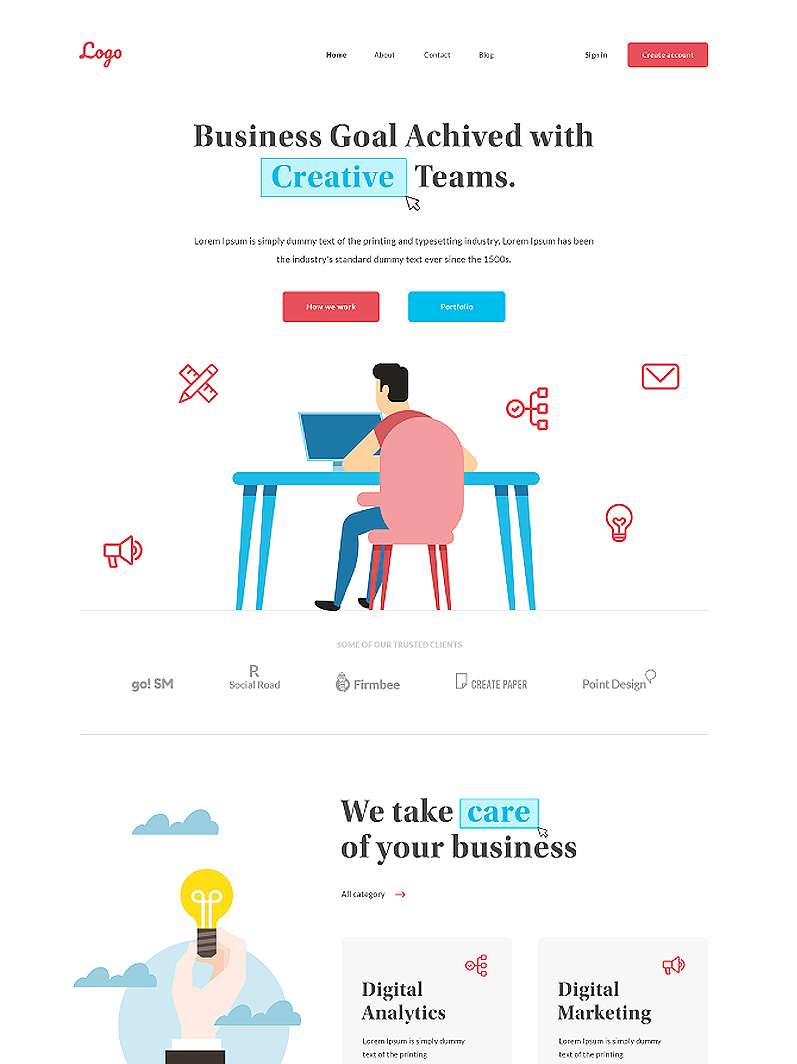 Logo
Home About Contact Blog Sign in Create account
Business Goal Achived with
Creative Teams.
Lorem Ipsum is simply dummy text of the printing and typesetting industry. Lorem Ipsum has been
the industry's standard dummy text ever since the 1500s.
How we work Portfolio
SOME OF OUR TRUSTED CLIENTS
go! SM
R
Social Road
Firmbee
CREATE PAPER
Point Design
We take care
of your business
All category
Digital
Analytics
Lorem Ipsum is simply dummy
text of the printing
Digital
Marketing
Lorem Ipsum is simply dummy
text of the printing